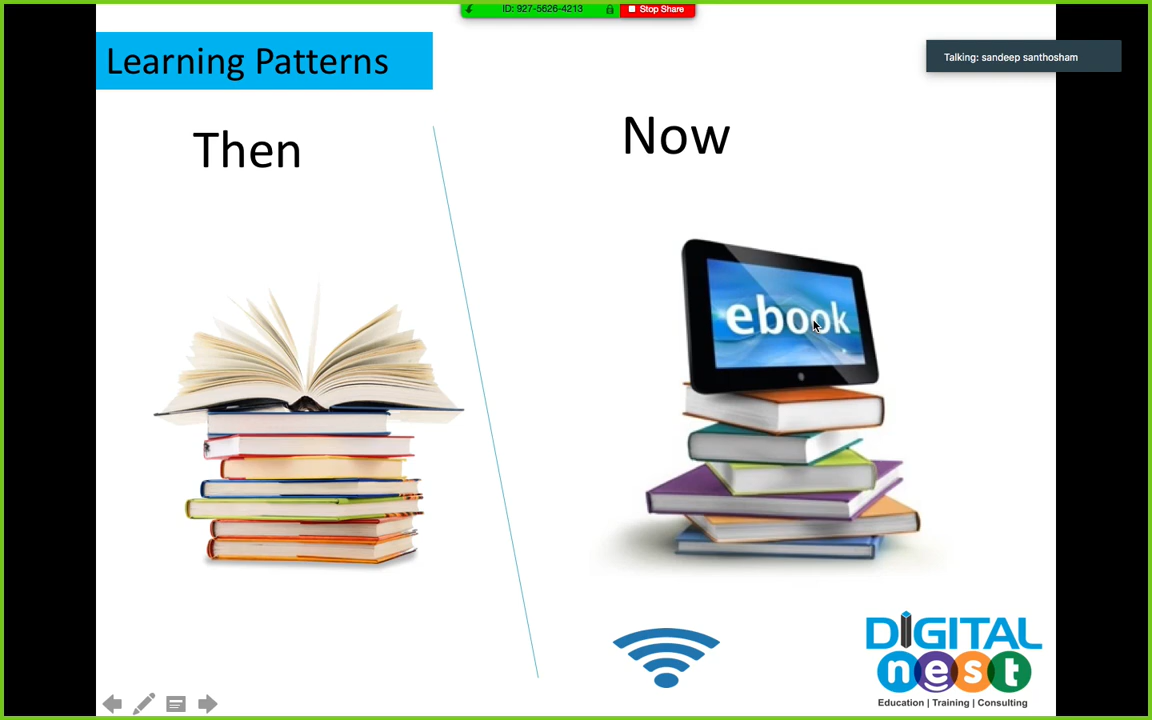 ID: 927-5626-4213
Stop Share
Talking: sandeep santhosham
Learning Patterns
Then
Now
ebook
DIGITAL
nest
Education | Training | Consulting